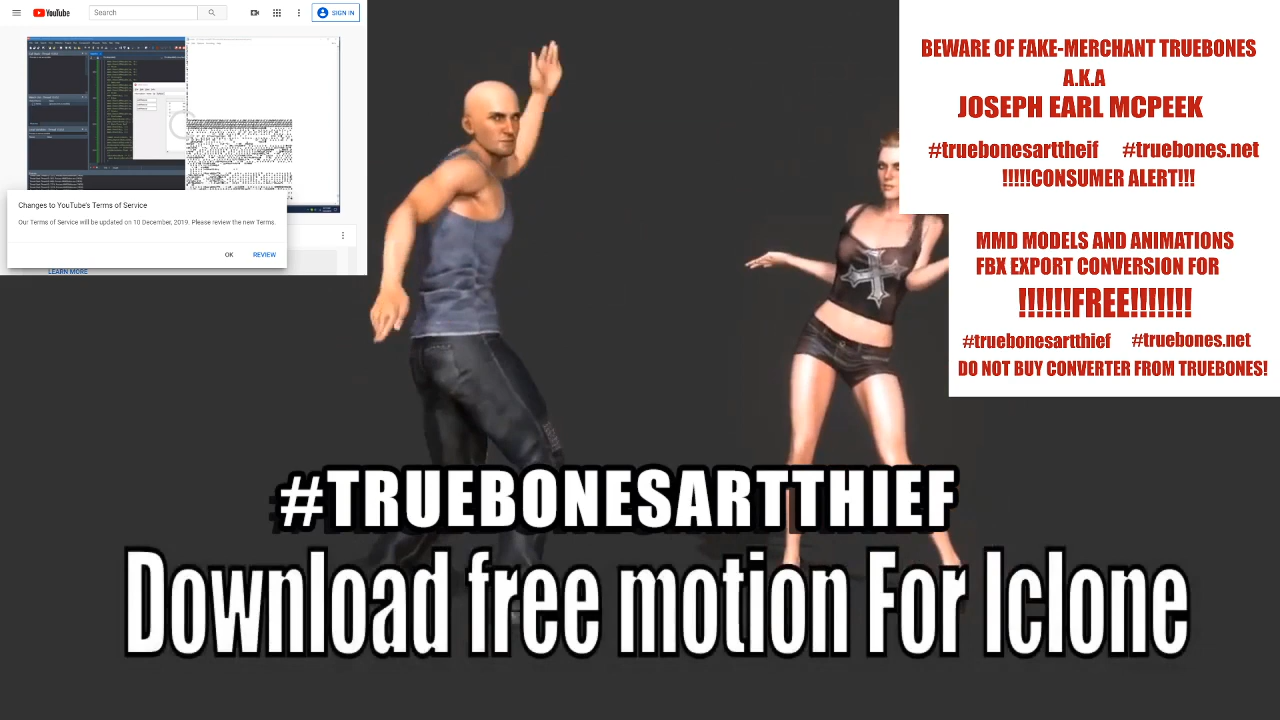 YouTube
Search
SIGN IN
Changes to YouTube's Terms of Service
Our Terms of Service will be updated on 10 December, 2019. Please review the new Terms.
OK REVIEW
LEARN MORE
BEWARE OF FAKE-MERCHANT TRUEBONES
A.K.A
JOSEPH EARL MCPEEK
#truebonesarttheif #truebones.net
!!!!!CONSUMER ALERT!!!
MMD MODELS AND ANIMATIONS
FBX EXPORT CONVERSION FOR
!!!!!!FREE!!!!!!!
#truebonesartthief #truebones.net
DO NOT BUY CONVERTER FROM TRUEBONES!
#TRUEBONESARTTHIEF
Download free motion For Iclone